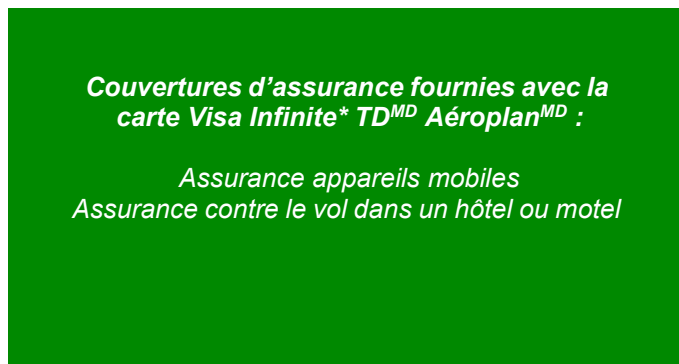 Couvertures d'assurance fournies avec la
carte Visa Infinite* TDMD AéroplanMD :
Assurance appareils mobiles
Assurance contre le vol dans un hôtel ou motel